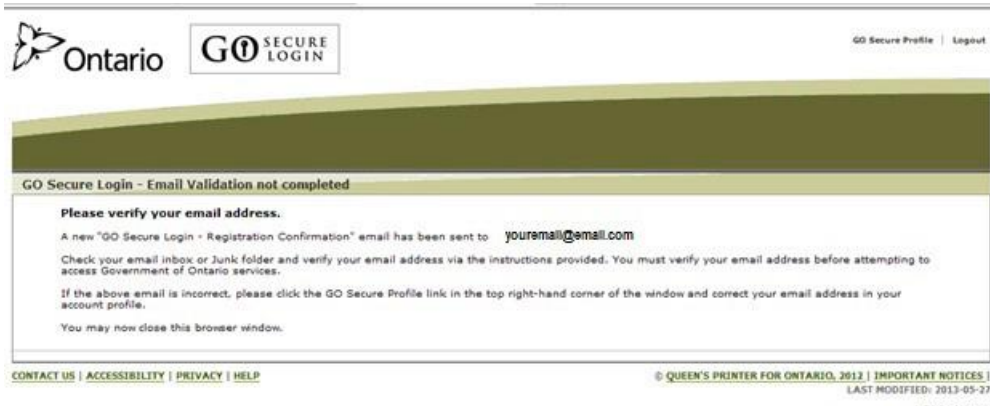 Ontario
GO SECURE LOGIN
GO Secure Profile | Logout
GO Secure Login - Email Validation not completed
Please verify your email address.
A new "GO Secure Login - Registration Confirmation" email has been sent to youremail@email.com
Check your email inbox or Junk folder and verify your email address via the instructions provided. You must verify your email address before attempting to
access Government of Ontario services.
If the above email is incorrect, please click the GO Secure Profile link in the top right-hand corner of the window and correct your email address in your
account profile.
You may now close this browser window.
CONTACT US | ACCESSIBILITY | PRIVACY | HELP
© QUEEN'S PRINTER FOR ONTARIO, 2012 | IMPORTANT NOTICES |
LAST MODIFIED: 2013-05-27